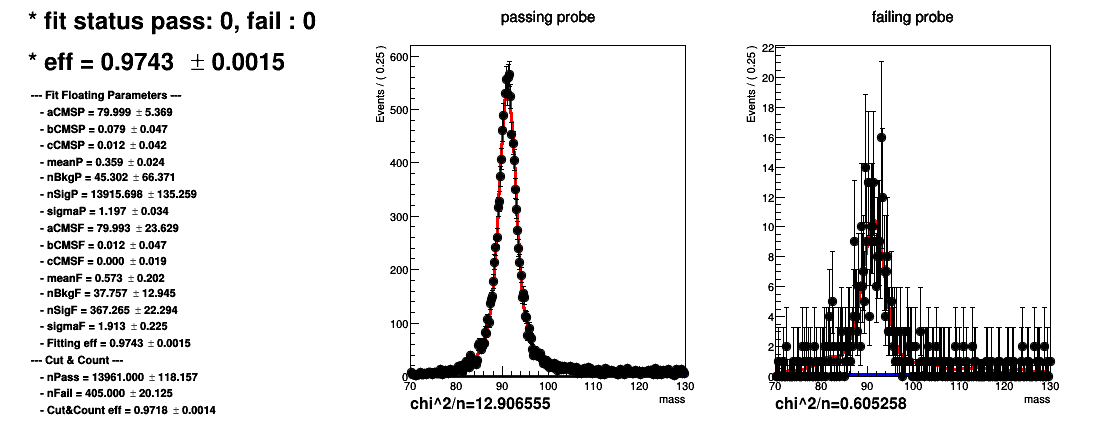 * fit status pass: 0, fail : 0
* eff = 0.9743 ± 0.0015
--- Fit Floating Parameters ---
- aCMSP = 79.999 ± 5.369
- bCMSP = 0.079 ± 0.047
- cCMSP = 0.012 ± 0.042
- meanP = 0.359 ± 0.024
- nBkgP = 45.302 ± 66.371
- nSigP = 13915.698 ± 135.259
- sigmaP = 1.197 ± 0.034
- aCMSF = 79.993 ± 23.629
- bCMSF = 0.012 ± 0.047
- cCMSF = 0.000 ± 0.019
- meanF = 0.573 ± 0.202
- nBkgF = 37.757 ± 12.945
- nSigF = 367.265 ± 22.294
- sigmaF = 1.913 ± 0.225
- Fitting eff = 0.9743 ± 0.0015
--- Cut & Count ---
- nPass = 13961.000 ± 118.157
- nFail = 405.000 ± 20.125
- Cut&Count eff = 0.9718 ± 0.0014
passing probe
Events / ( 0.25 )
600
500
400
300
200
100
0
70 80 90 100 110 120 130
mass
chi^2/n=12.906555
failing probe
Events / ( 0.25 )
22
20
18
16
14
12
10
8
6
4
2
0
70 80 90 100 110 120 130
mass
chi^2/n=0.605258